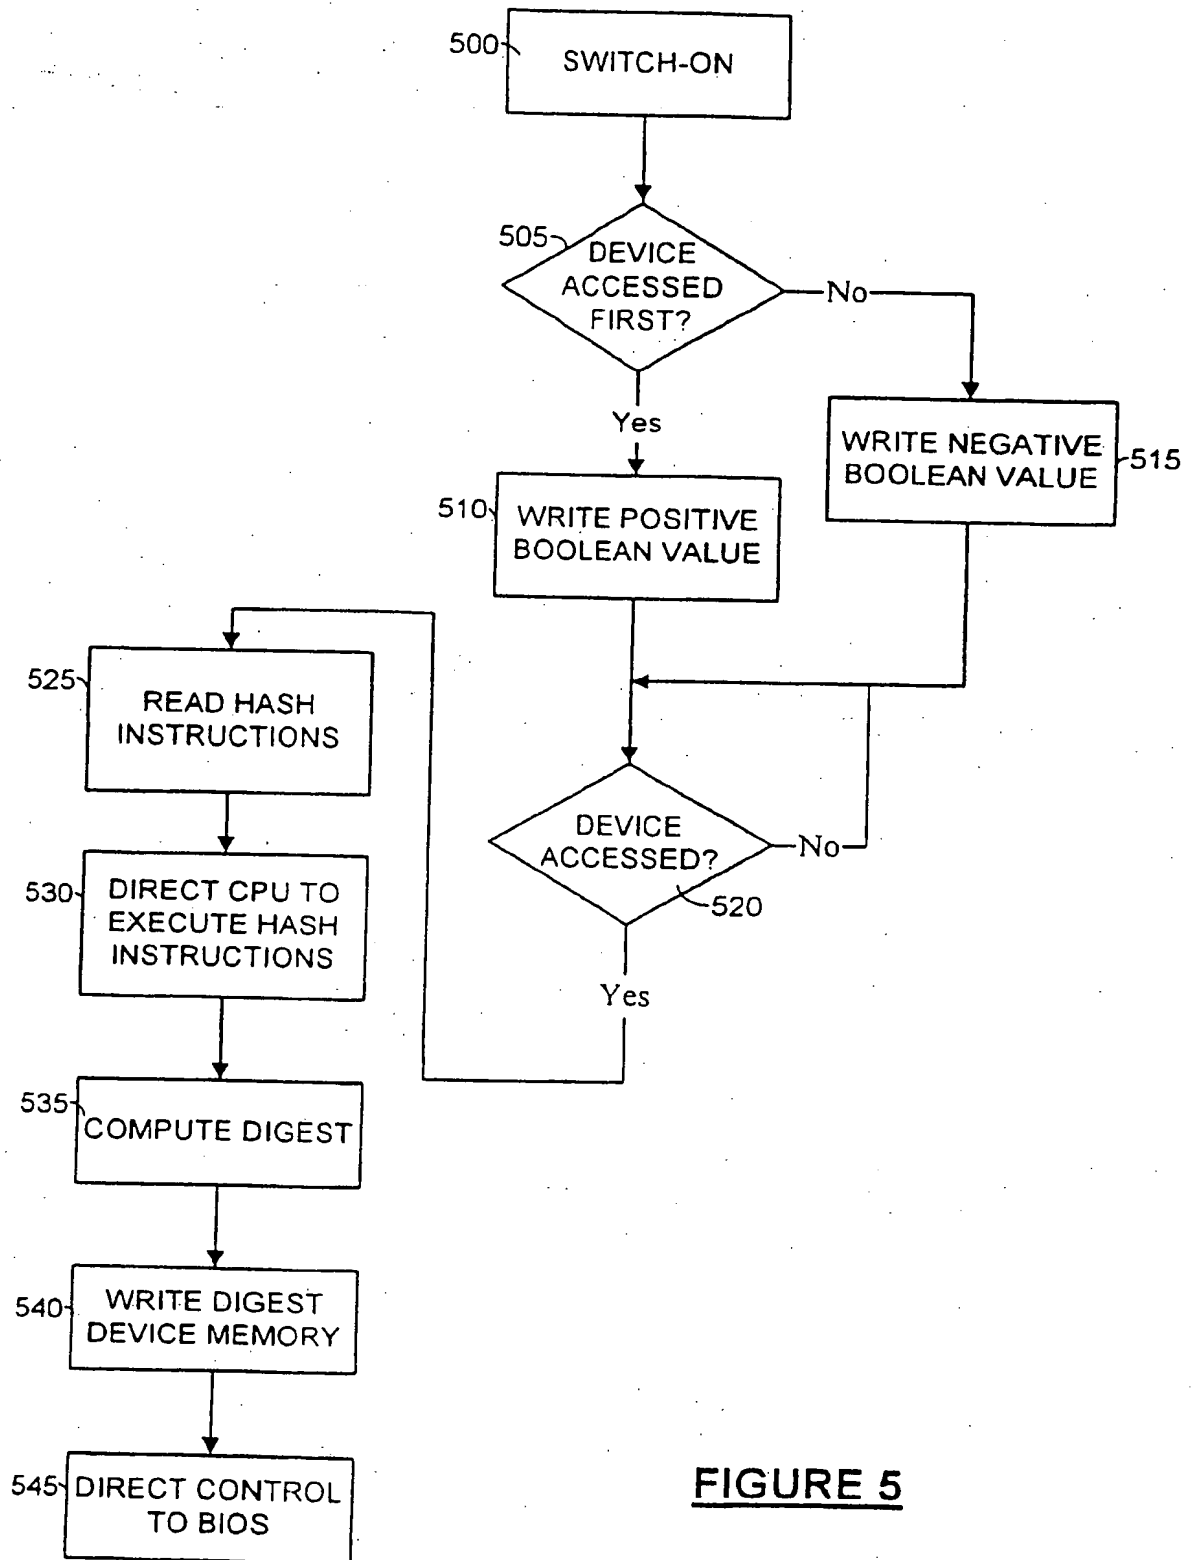 500
SWITCH-ON
505
DEVICE
ACCESSED
FIRST?
No
Yes
WRITE NEGATIVE
BOOLEAN VALUE
515
510
WRITE POSITIVE
BOOLEAN VALUE
525
READ HASH
INSTRUCTIONS
DEVICE
ACCESSED?
No
520
530
DIRECT CPU TO
EXECUTE HASH
INSTRUCTIONS
Yes
535
COMPUTE DIGEST
540
WRITE DIGEST
DEVICE MEMORY
545
DIRECT CONTROL
TO BIOS
FIGURE 5